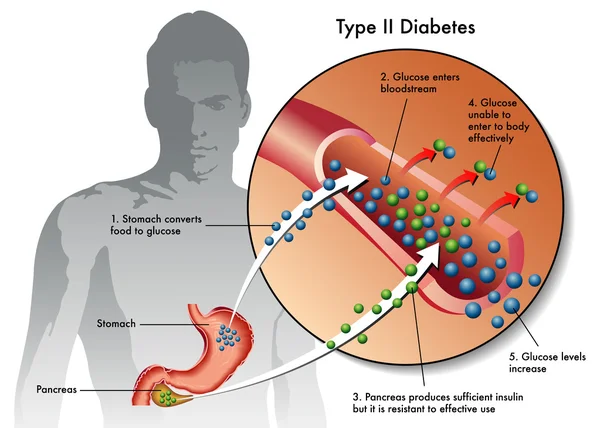 Type II Diabetes
2. Glucose enters
bloodstream
4. Glucose
unable to
enter to body
effectively
1. Stomach converts
food to glucose
Stomach
Pancreas
5. Glucose levels
increase
3. Pancreas produces sufficient insulin
but it is resistant to effective use